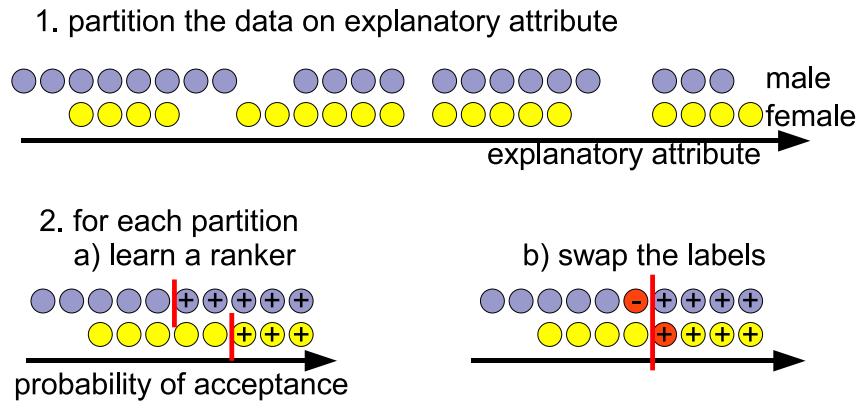 1. partition the data on explanatory attribute
male
female
explanatory attribute
2. for each partition
a) learn a ranker
+ + + + +
+ + +
probability of acceptance
b) swap the labels
- + + + +
+ + + +